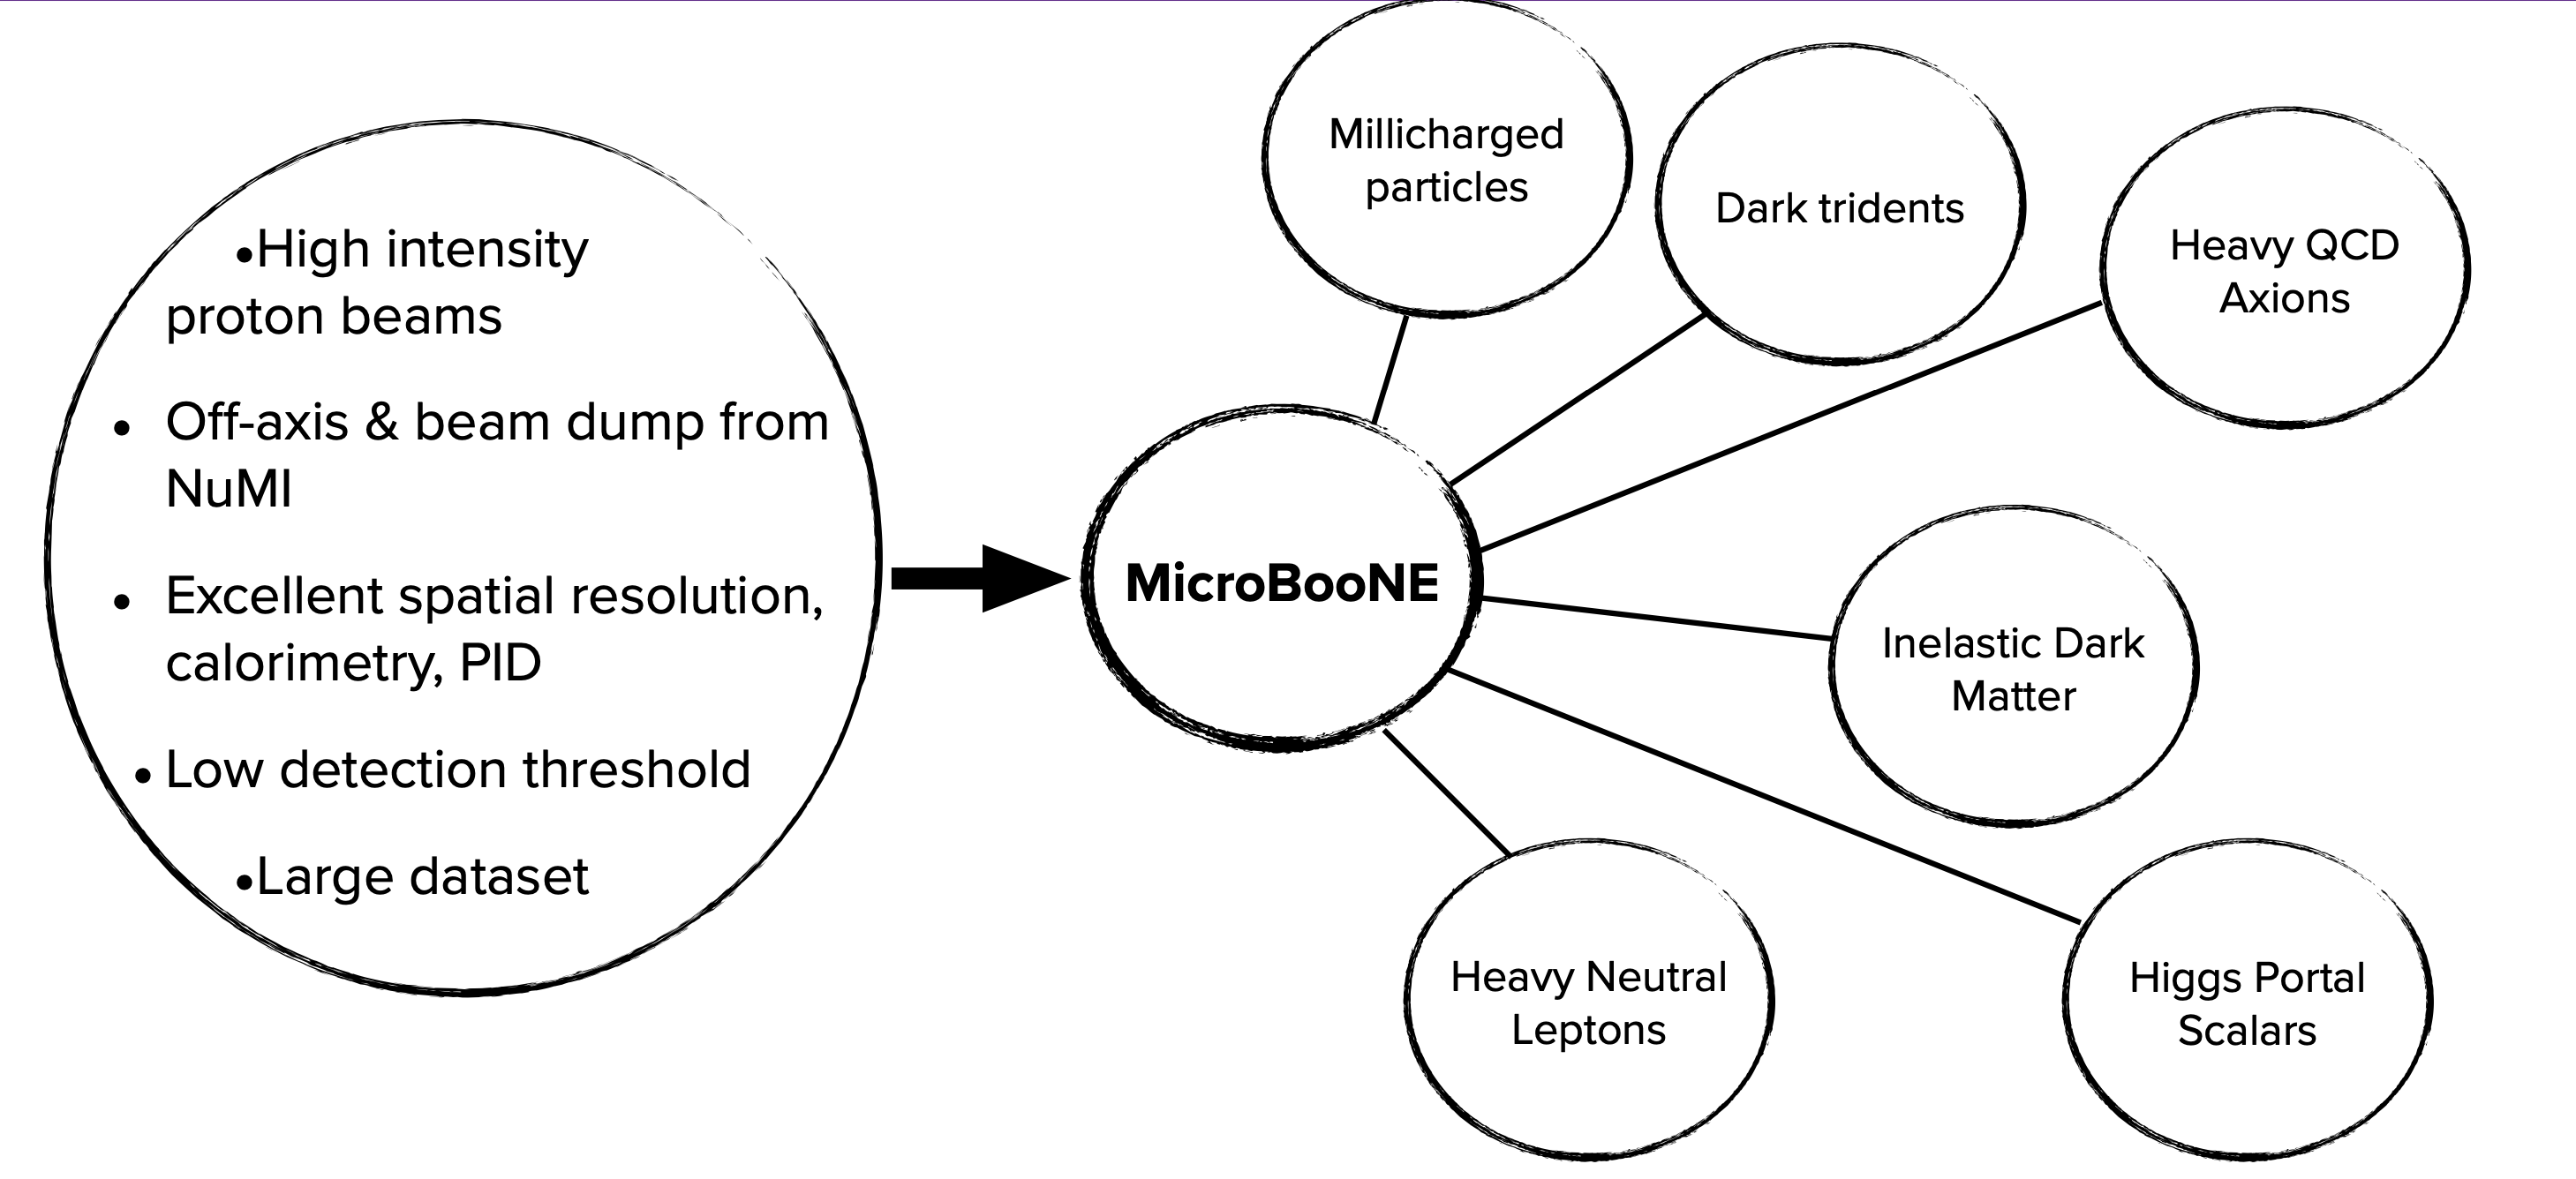 •High intensity
proton beams
• Off-axis & beam dump from
NuMI
• Excellent spatial resolution,
calorimetry, PID
• Low detection threshold
•Large dataset
MicroBooNE
Millicharged
particles
Dark tridents
Heavy QCD
Axions
Inelastic Dark
Matter
Higgs Portal
Scalars
Heavy Neutral
Leptons